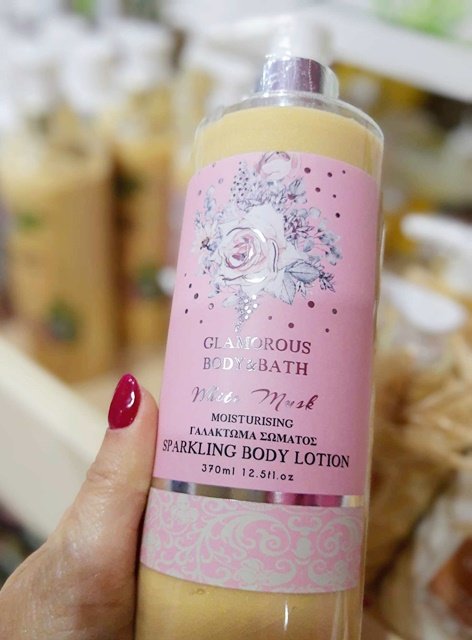 GLAMOROUS
BODY&BATH
White Musk
MOISTURISING
ΓΑΛΑΚΤΩΜΑ ΣΩΜΑΤΟΣ
SPARKLING BODY LOTION
370ml 12.5fl.oz